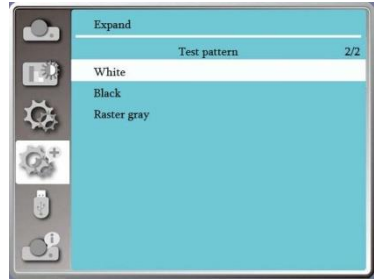 Expand
Test pattern 2/2
White
Black
Raster gray